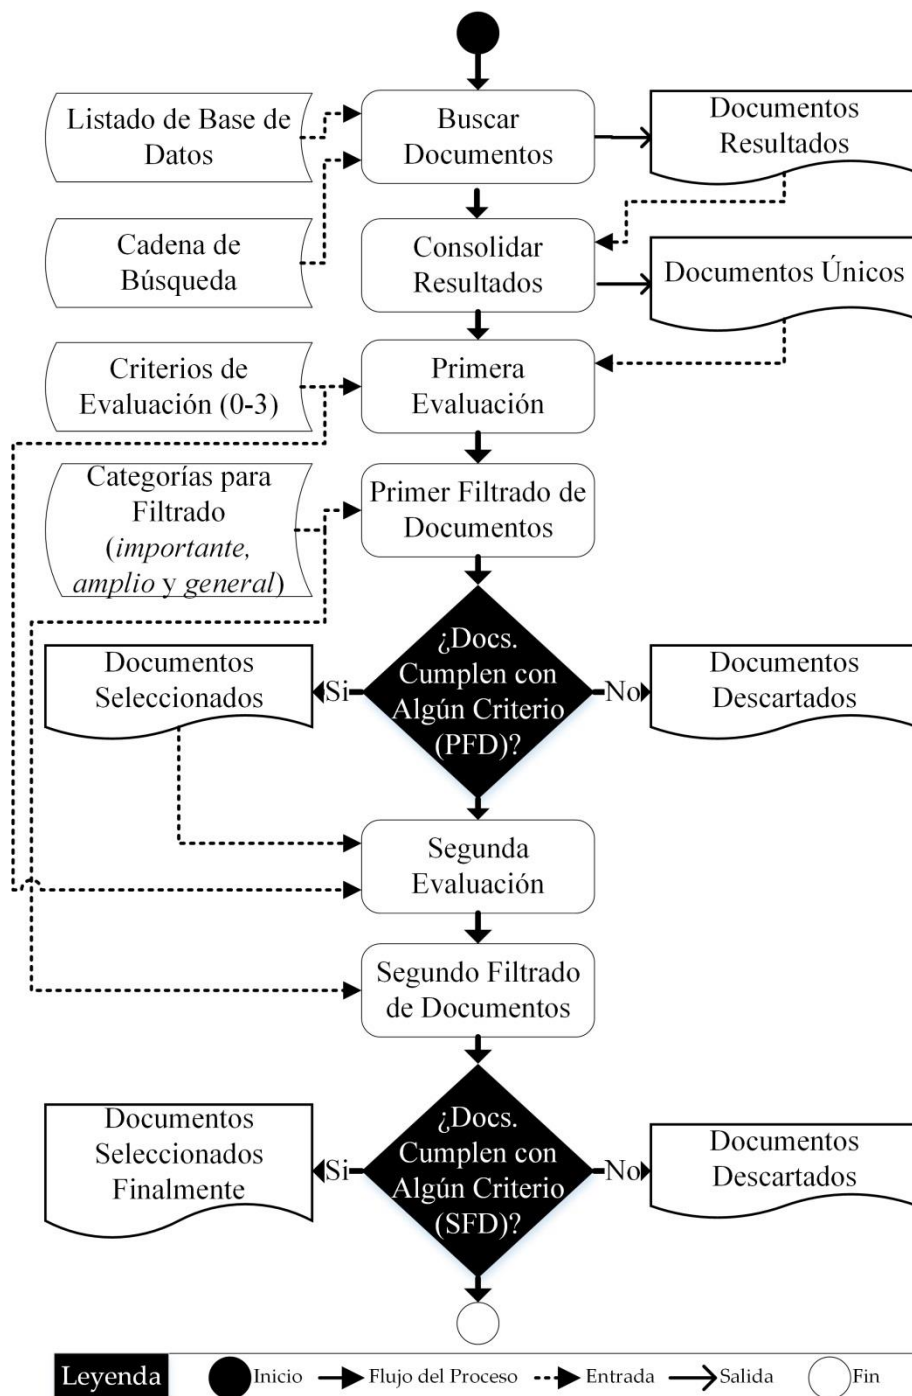 Listado de Base de
Datos
Buscar
Documentos
Documentos
Resultados
Cadena de
Búsqueda
Consolidar
Resultados
Documentos Únicos
Criterios de
Evaluación (0-3)
Primera
Evaluación
Categorías para
Filtrado
(importante,
amplio y general)
Primer Filtrado de
Documentos
Documentos
Seleccionados
Si
¿Docs.
Cumplen con
Algún Criterio
(PFD)?
No
Documentos
Descartados
Segunda
Evaluación
Segundo Filtrado
de Documentos
Documentos
Seleccionados
Finalmente
Si
¿Docs.
Cumplen con
Algún Criterio
(SFD)?
No
Documentos
Descartados
Leyenda
Inicio
Flujo del Proceso
Entrada
Salida
Fin